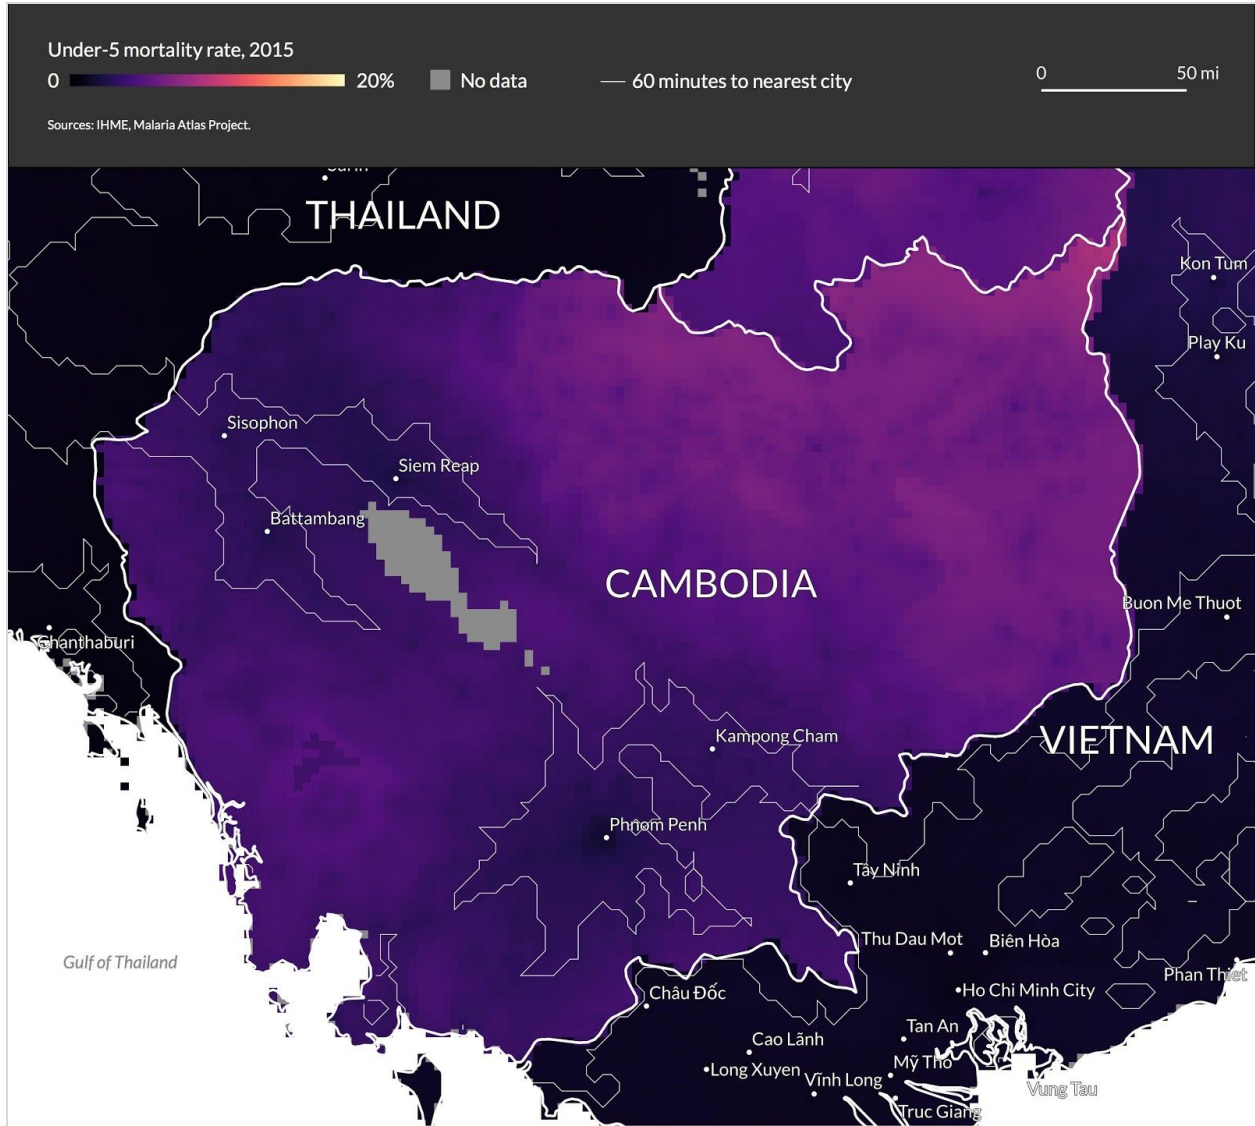 Under-5 mortality rate, 2015
0 20% No data 60 minutes to nearest city
0 50 mi
Sources: IHME, Malaria Atlas Project.
THAILAND
Kon Tum
Play Ku
Sisophon
Siem Reap
Battambang
CAMBODIA
Buon Me Thuot
Chanthaburi
Kampong Cham
VIETNAM
Phnom Penh
Tây Ninh
Thu Dau Mot
Biên Hòa
Gulf of Thailand
Phan Thiet
Châu Đốc
Ho Chi Minh City
Tan An
Cao Lãnh
Long Xuyen
Mỹ Tho
Vĩnh Long
Vung Tau
Truc Giang